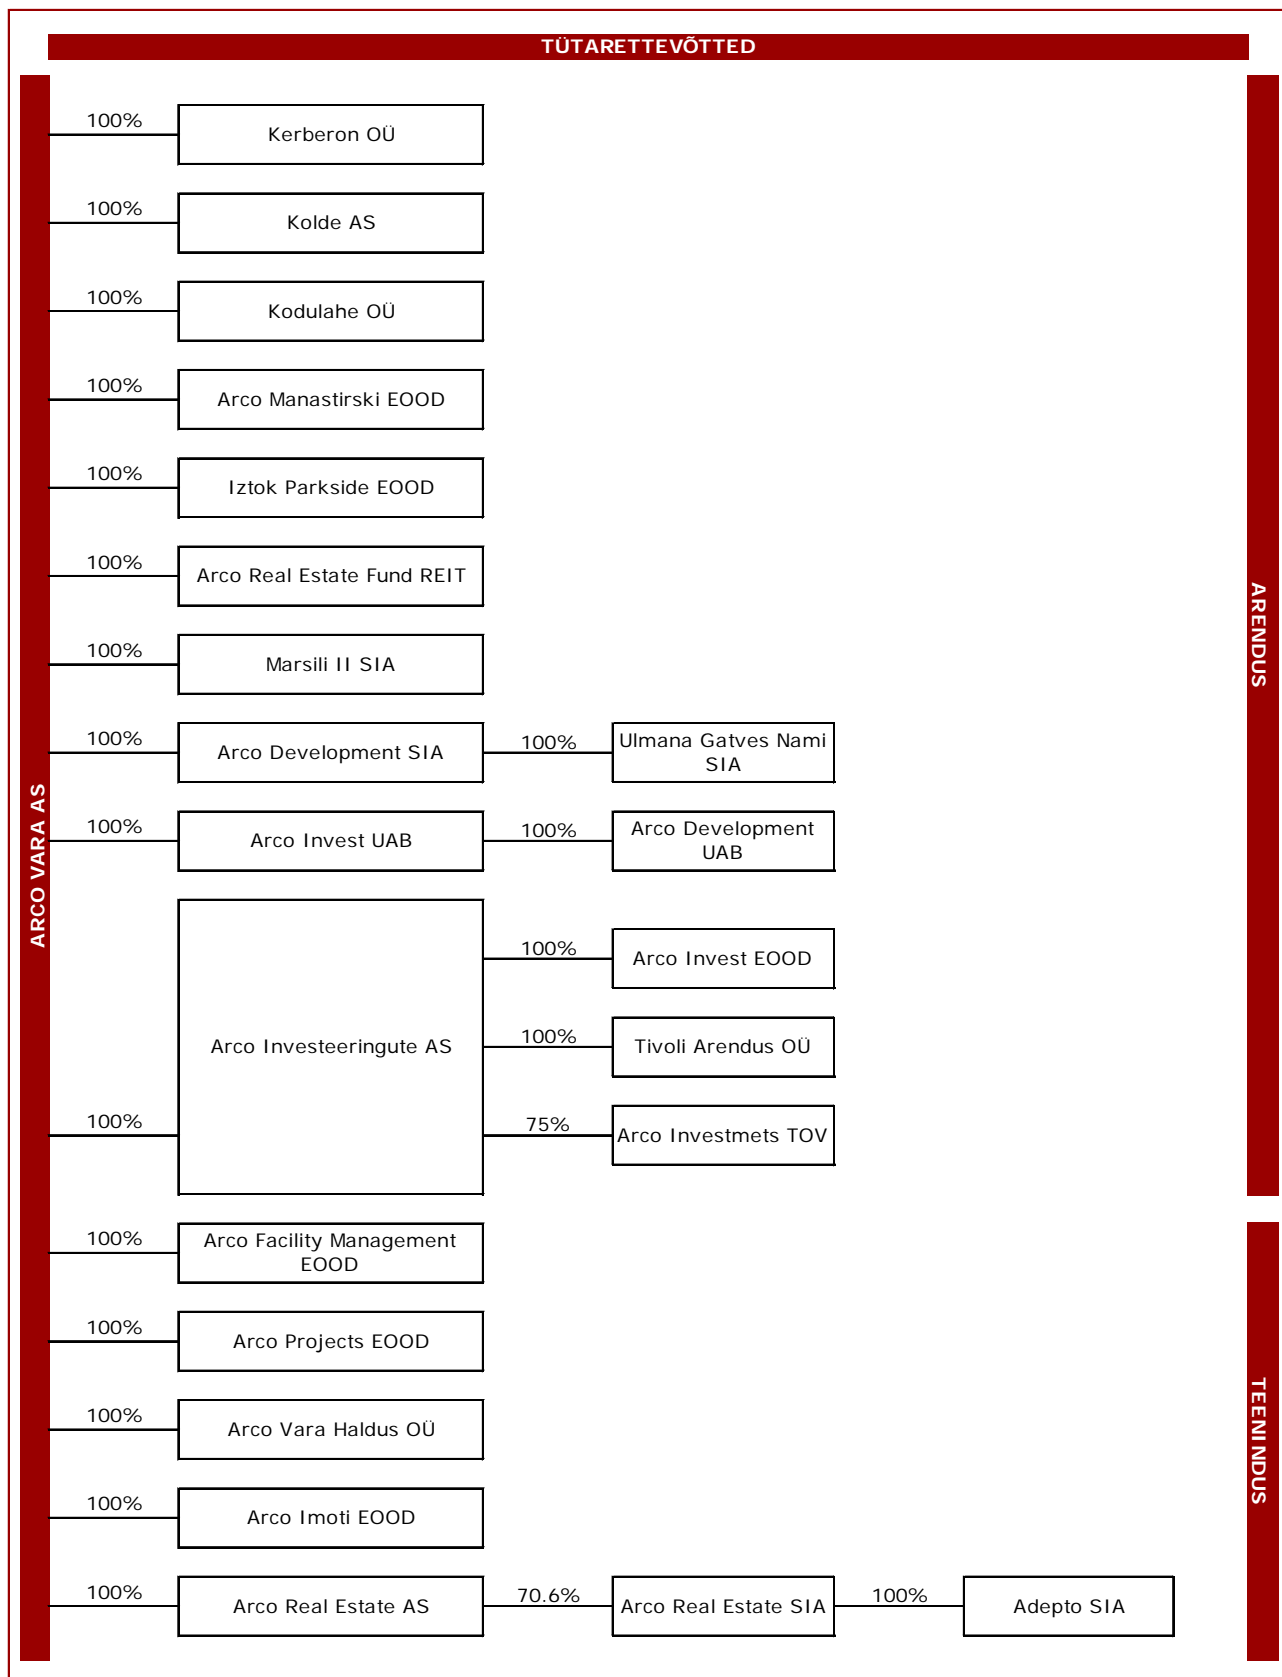 TÜTARETTEVÕTTED
ARCO VARA AS
ARENDUS
100%
Kerberon OÜ
100%
Kolde AS
100%
Kodulahe OÜ
100%
Arco Manastirski EOOD
100%
Iztok Parkside EOOD
100%
Arco Real Estate Fund REIT
100%
Marsili II SIA
100%
Arco Development SIA
100%
Ulmana Gatves Nami
SIA
100%
Arco Invest UAB
100%
Arco Development
UAB
100%
Arco Investeeringute AS
100%
Arco Invest EOOD
100%
Tivoli Arendus OÜ
75%
Arco Investmets TOV
TEENINDUS
100%
Arco Facility Management
EOOD
100%
Arco Projects EOOD
100%
Arco Vara Haldus OÜ
100%
Arco Imoti EOOD
100%
Arco Real Estate AS
70.6%
Arco Real Estate SIA
100%
Adepto SIA